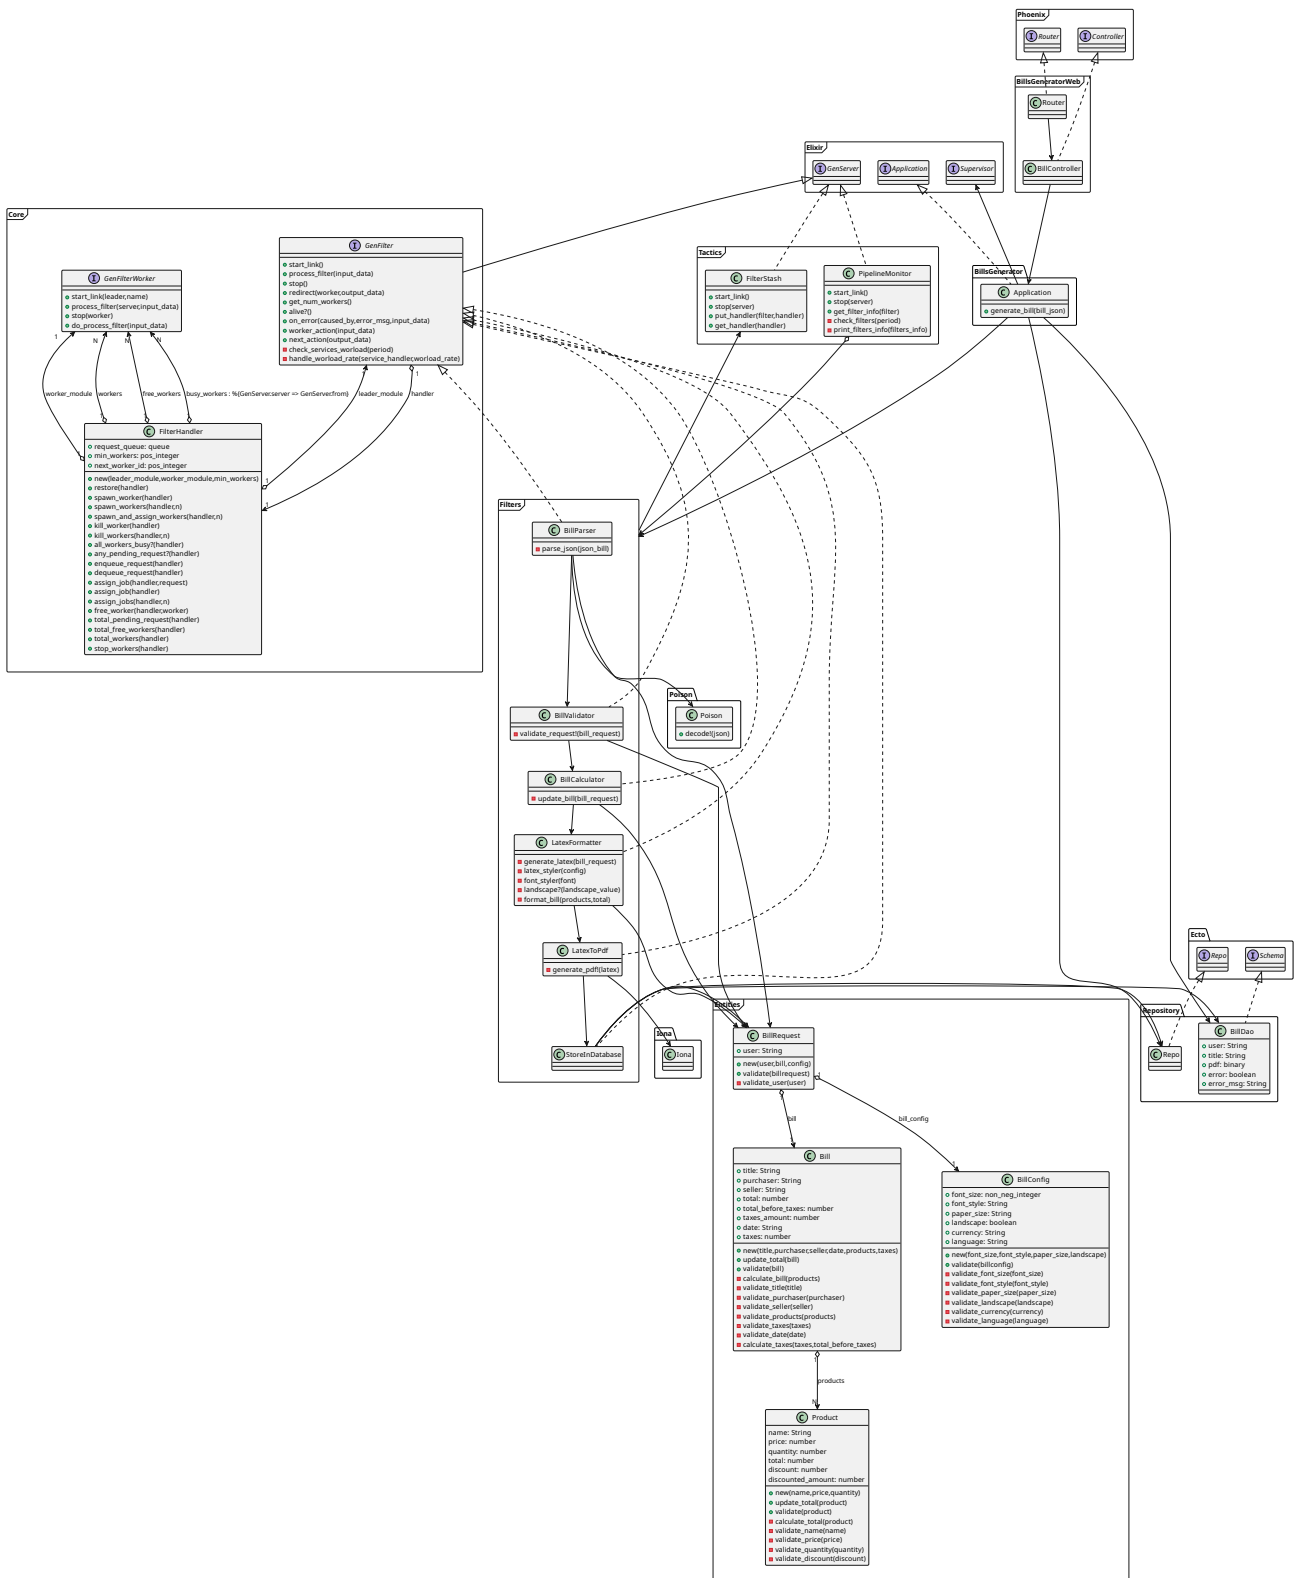 Phoenix
I Router
I Controller
BillsGeneratorWeb
C Router
C BillController
Elixir
I GenServer
I Application
I Supervisor
Core
I GenFilter
start_link()
process_filter(input_data)
stop()
redirect(worker,output_data)
get_num_workers()
alive?()
on_error(caused_by,error_msg,input_data)
worker_action(input_data)
next_action(output_data)
check_services_worload(period)
handle_worload_rate(service_handler,worload_rate)
I GenFilterWorker
start_link(leader,name)
process_filter(server,input_data)
stop(worker)
do_process_filter(input_data)
1
N
N
N
1
1
worker_module
workers
free_workers
busy_workers : %{GenServer.server => GenServer.from}
leader_module
handler
1
1
1
1
1
1
C FilterHandler
request_queue: queue
min_workers: pos_integer
next_worker_id: pos_integer
new(leader_module,worker_module,min_workers)
restore(handler)
spawn_worker(handler)
spawn_workers(handler,n)
spawn_and_assign_workers(handler,n)
kill_worker(handler)
kill_workers(handler,n)
all_workers_busy?(handler)
any_pending_request?(handler)
enqueue_request(handler)
dequeue_request(handler)
assign_job(handler,request)
assign_job(handler)
assign_jobs(handler,n)
free_worker(handler,worker)
total_pending_request(handler)
total_free_workers(handler)
total_workers(handler)
stop_workers(handler)
Tactics
C FilterStash
start_link()
stop(server)
put_handler(filter,handler)
get_handler(handler)
C PipelineMonitor
start_link()
stop(server)
get_filter_info(filter)
check_filters(period)
print_filters_info(filters_info)
BillsGenerator
C Application
generate_bill(bill_json)
Filters
C BillParser
parse_json(json_bill)
C BillValidator
validate_request!(bill_request)
C BillCalculator
update_bill(bill_request)
C LatexFormatter
generate_latex(bill_request)
latex_styler(config)
font_styler(font)
landscape?(landscape_value)
format_bill(products,total)
C LatexToPdf
generate_pdf!(latex)
C StoreInDatabase
Poison
C Poison
decode!(json)
Iona
C Iona
Ecto
I Repo
I Schema
Repository
C Repo
C BillDao
user: String
title: String
pdf: binary
error: boolean
error_msg: String
Entities
C BillRequest
user: String
new(user,bill,config)
validate(billrequest)
validate_user(user)
1
1
bill
bill_config
1
1
C Bill
title: String
purchaser: String
seller: String
total: number
total_before_taxes: number
taxes_amount: number
date: String
taxes: number
new(title,purchaser,seller,date,products,taxes)
update_total(bill)
validate(bill)
calculate_bill(products)
validate_title(title)
validate_purchaser(purchaser)
validate_seller(seller)
validate_products(products)
validate_taxes(taxes)
validate_date(date)
calculate_taxes(taxes,total_before_taxes)
C BillConfig
font_size: non_neg_integer
font_style: String
paper_size: String
landscape: boolean
currency: String
language: String
new(font_size,font_style,paper_size,landscape)
validate(billconfig)
validate_font_size(font_size)
validate_font_style(font_style)
validate_paper_size(paper_size)
validate_landscape(landscape)
validate_currency(currency)
validate_language(language)
1
products
N
C Product
name: String
price: number
quantity: number
total: number
discount: number
discounted_amount: number
new(name,price,quantity)
update_total(product)
validate(product)
calculate_total(product)
validate_name(name)
validate_price(price)
validate_quantity(quantity)
validate_discount(discount)